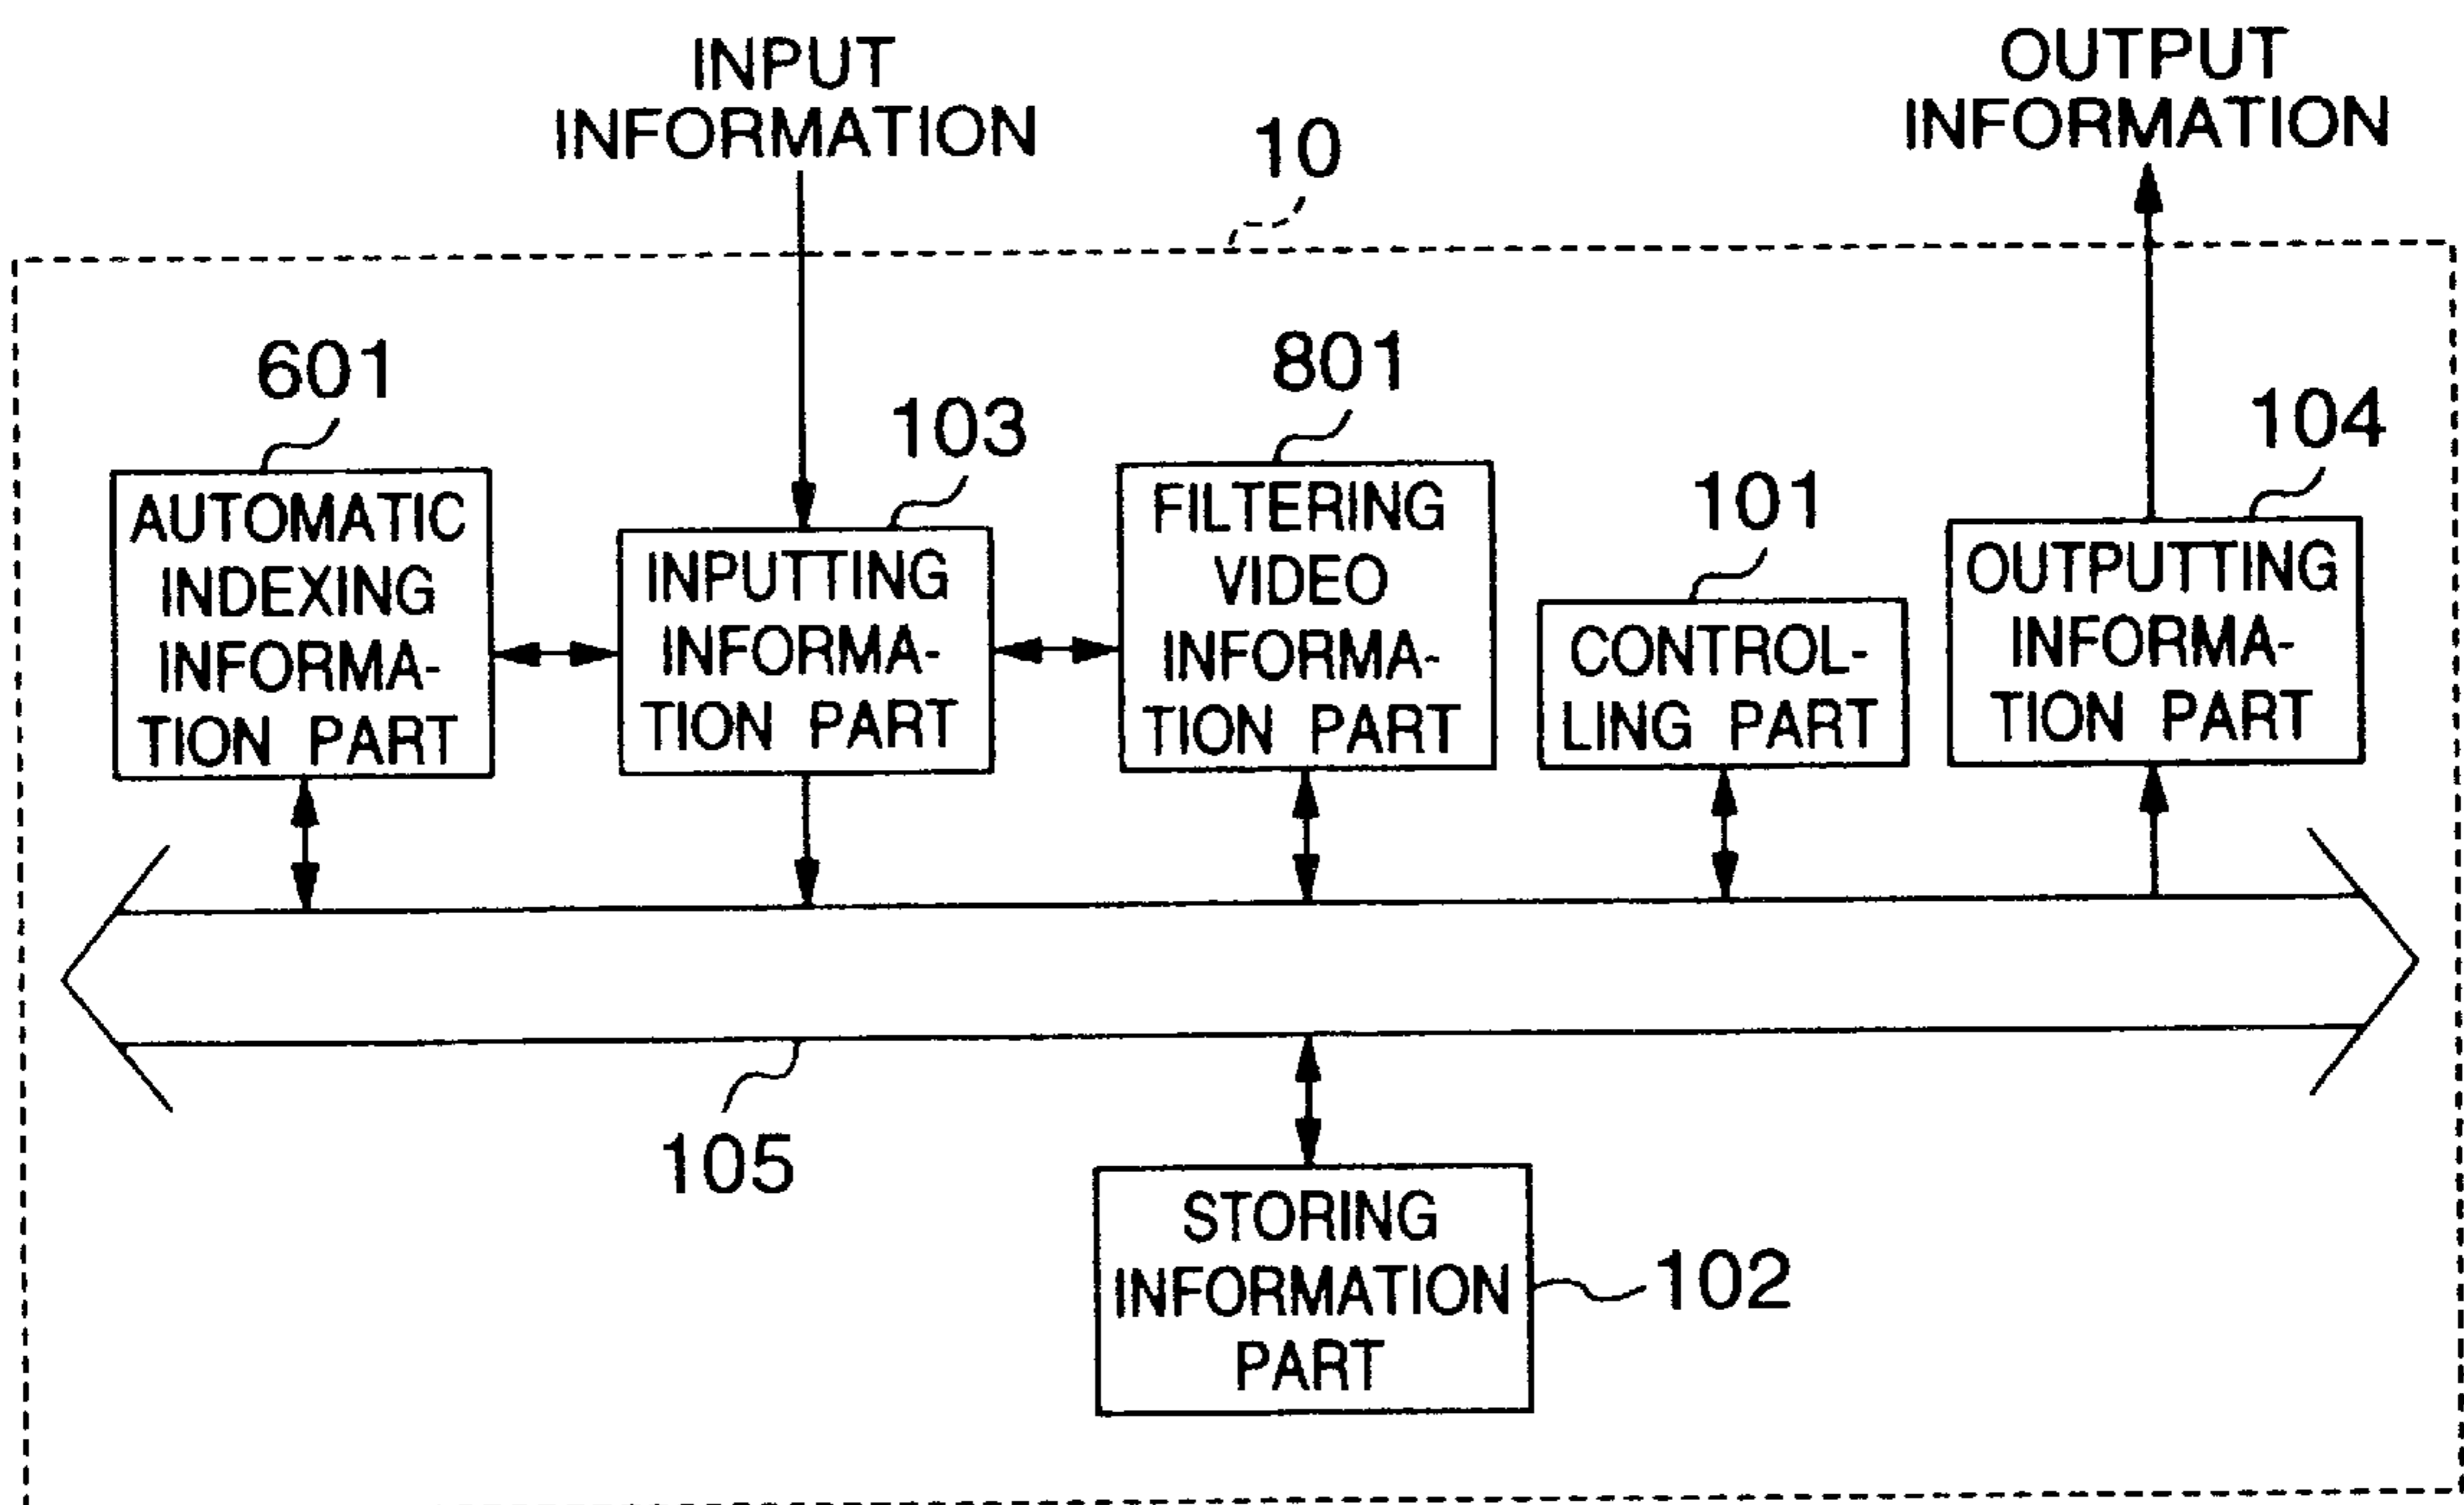 INPUT
INFORMATION
OUTPUT
INFORMATION
10
601
AUTOMATIC
INDEXING
INFORMA-
TION PART
103
INPUTTING
INFORMA-
TION PART
801
FILTERING
VIDEO
INFORMA-
TION PART
101
CONTROL-
LING PART
104
OUTPUTTING
INFORMA-
TION PART
105
STORING
INFORMATION
PART
102